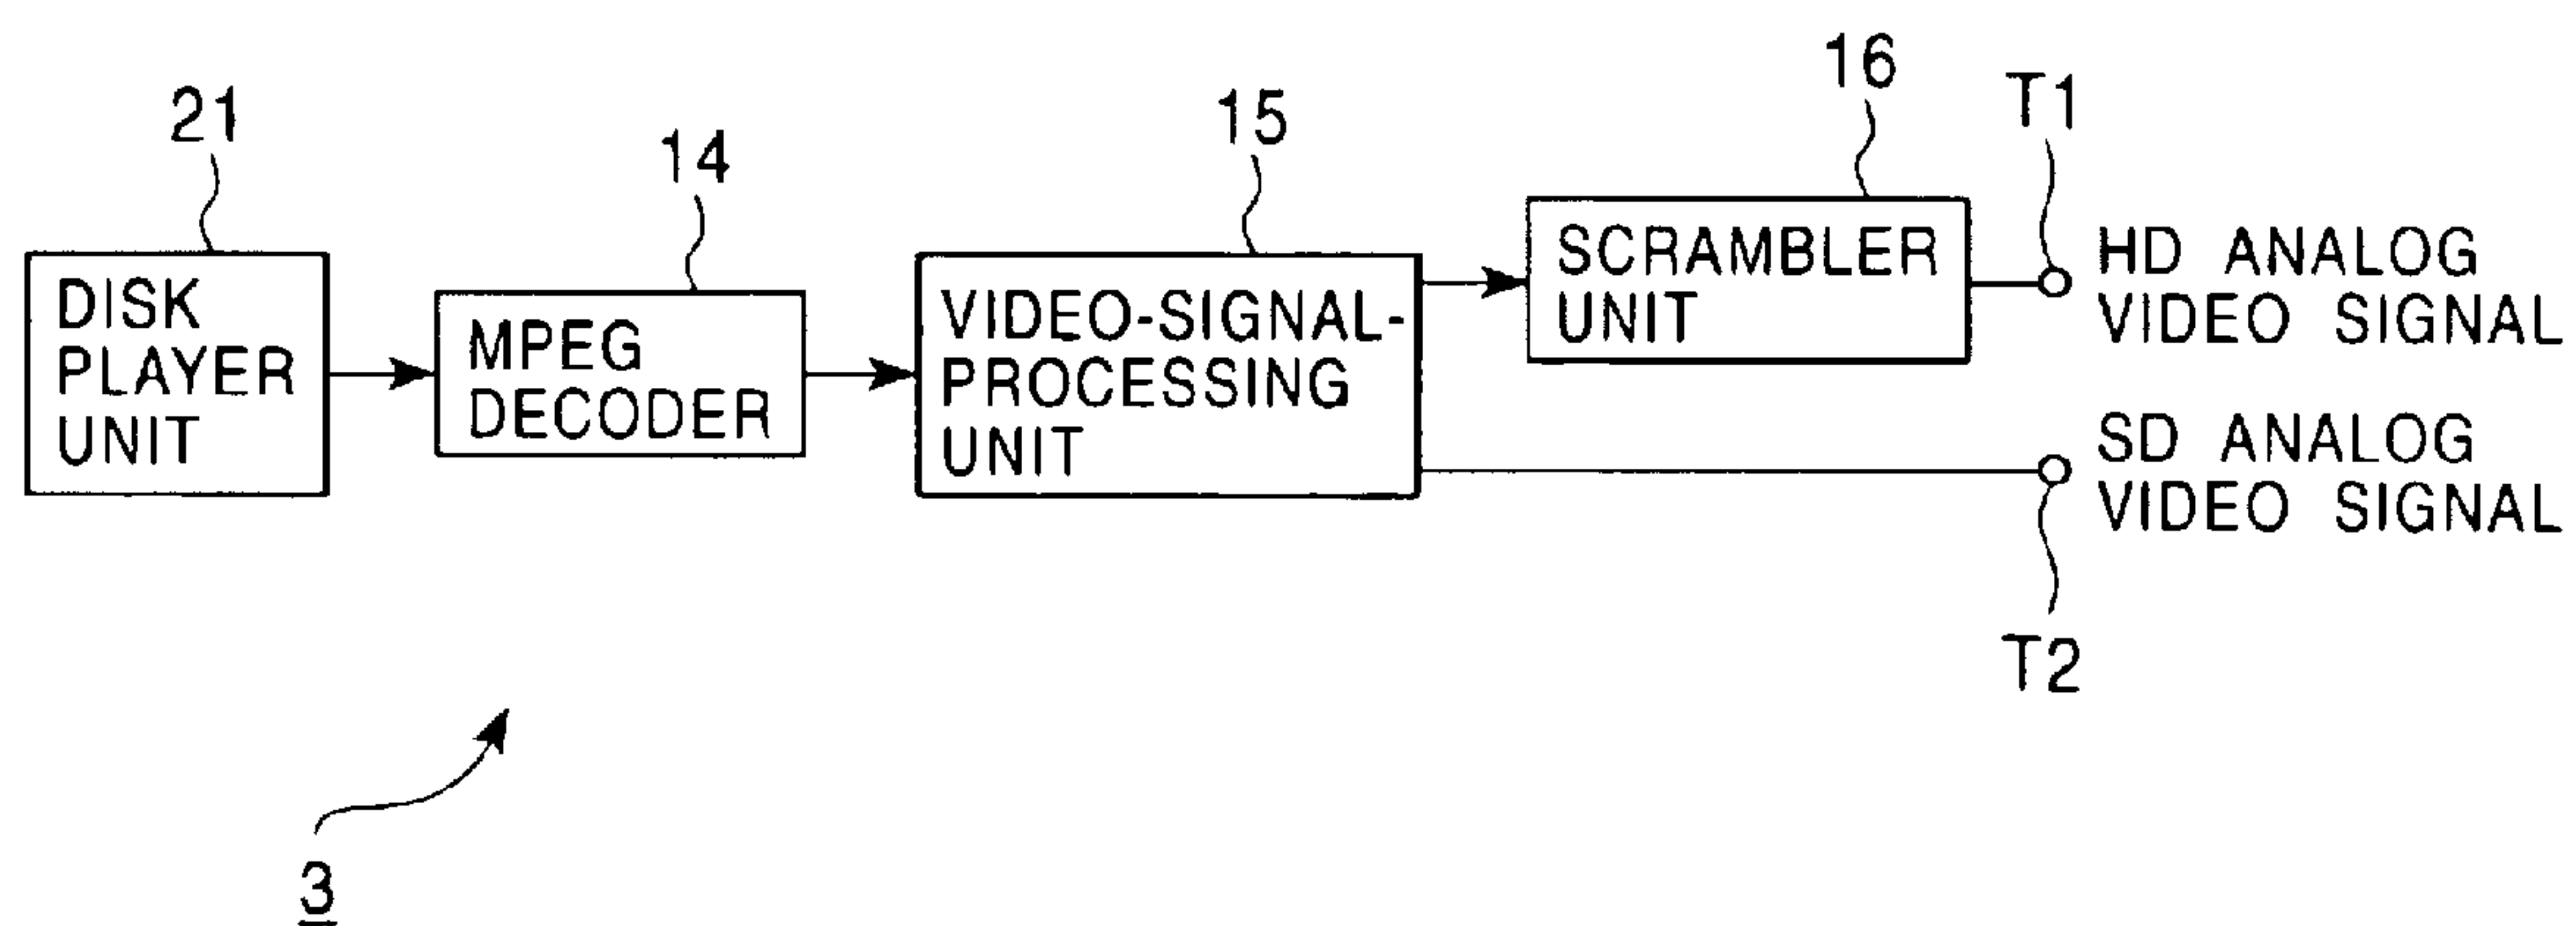 21
14
15
16
T1
DISK
PLAYER
UNIT
MPEG
DECODER
VIDEO-SIGNAL-
PROCESSING
UNIT
SCRAMBLER
UNIT
HD ANALOG
VIDEO SIGNAL
SD ANALOG
VIDEO SIGNAL
T2
3